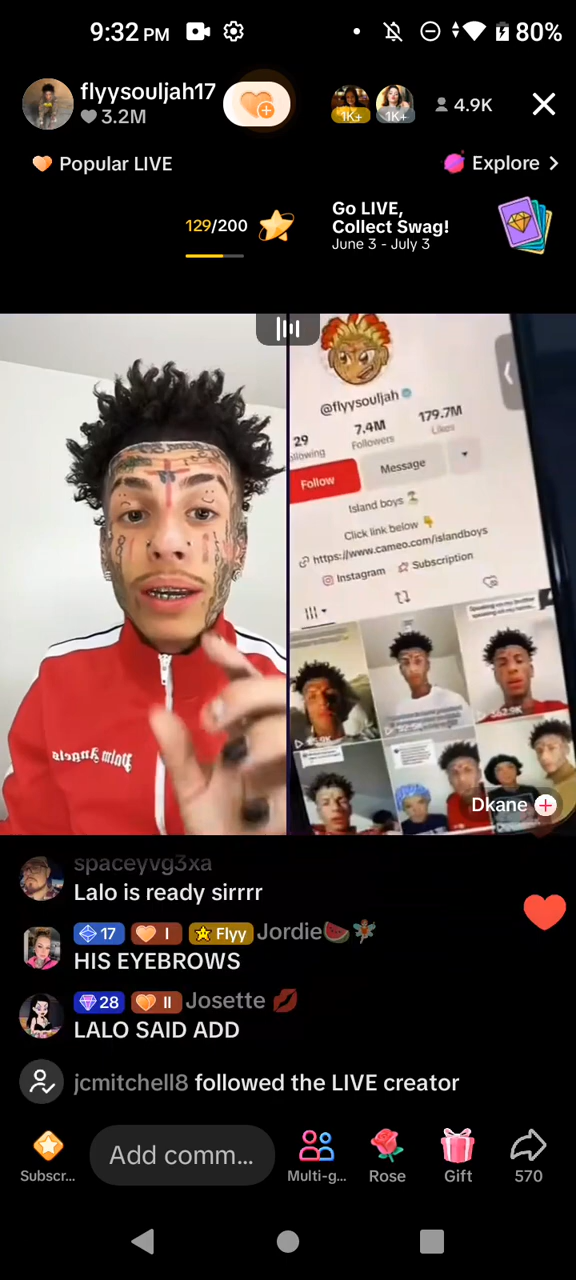 9:32 PM
80%
flyysouljah17
3.2M
1K+
1K+
4.9K
Popular LIVE
Explore
129/200
Go LIVE,
Collect Swag!
June 3 - July 3
@flyysouljah
29
7.4M
179.7M
Followers
Likes
Follow
Message
Island boys
Click link below
https://www.cameo.com/islandboys
Instagram
Subscription
Palm Angels
Dkane
spaceyvg3xa
Lalo is ready sirrrr
17 I Flyy Jordie
HIS EYEBROWS
28 II Josette
LALO SAID ADD
jcmitchell8 followed the LIVE creator
Subscr...
Add comm...
Multi-g...
Rose
Gift
570